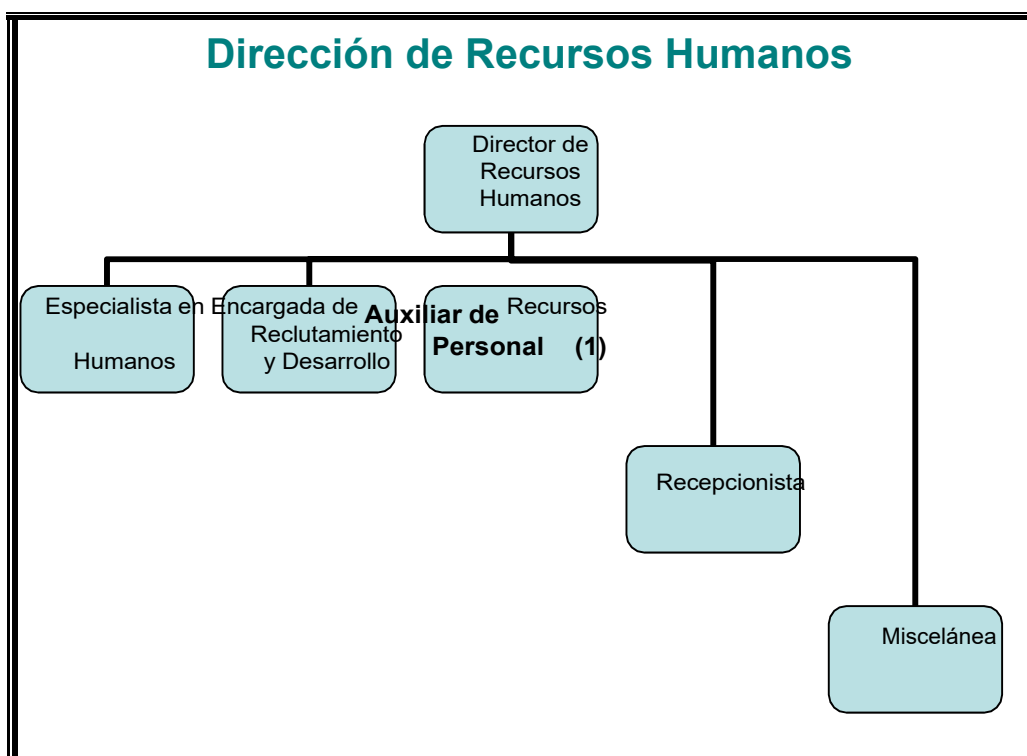 Dirección de Recursos Humanos
Director de
Recursos
Humanos
Especialista en
Humanos
Encargada de
Reclutamiento
y Desarrollo
Recursos
Auxiliar de
Personal (1)
Recepcionista
Miscelánea